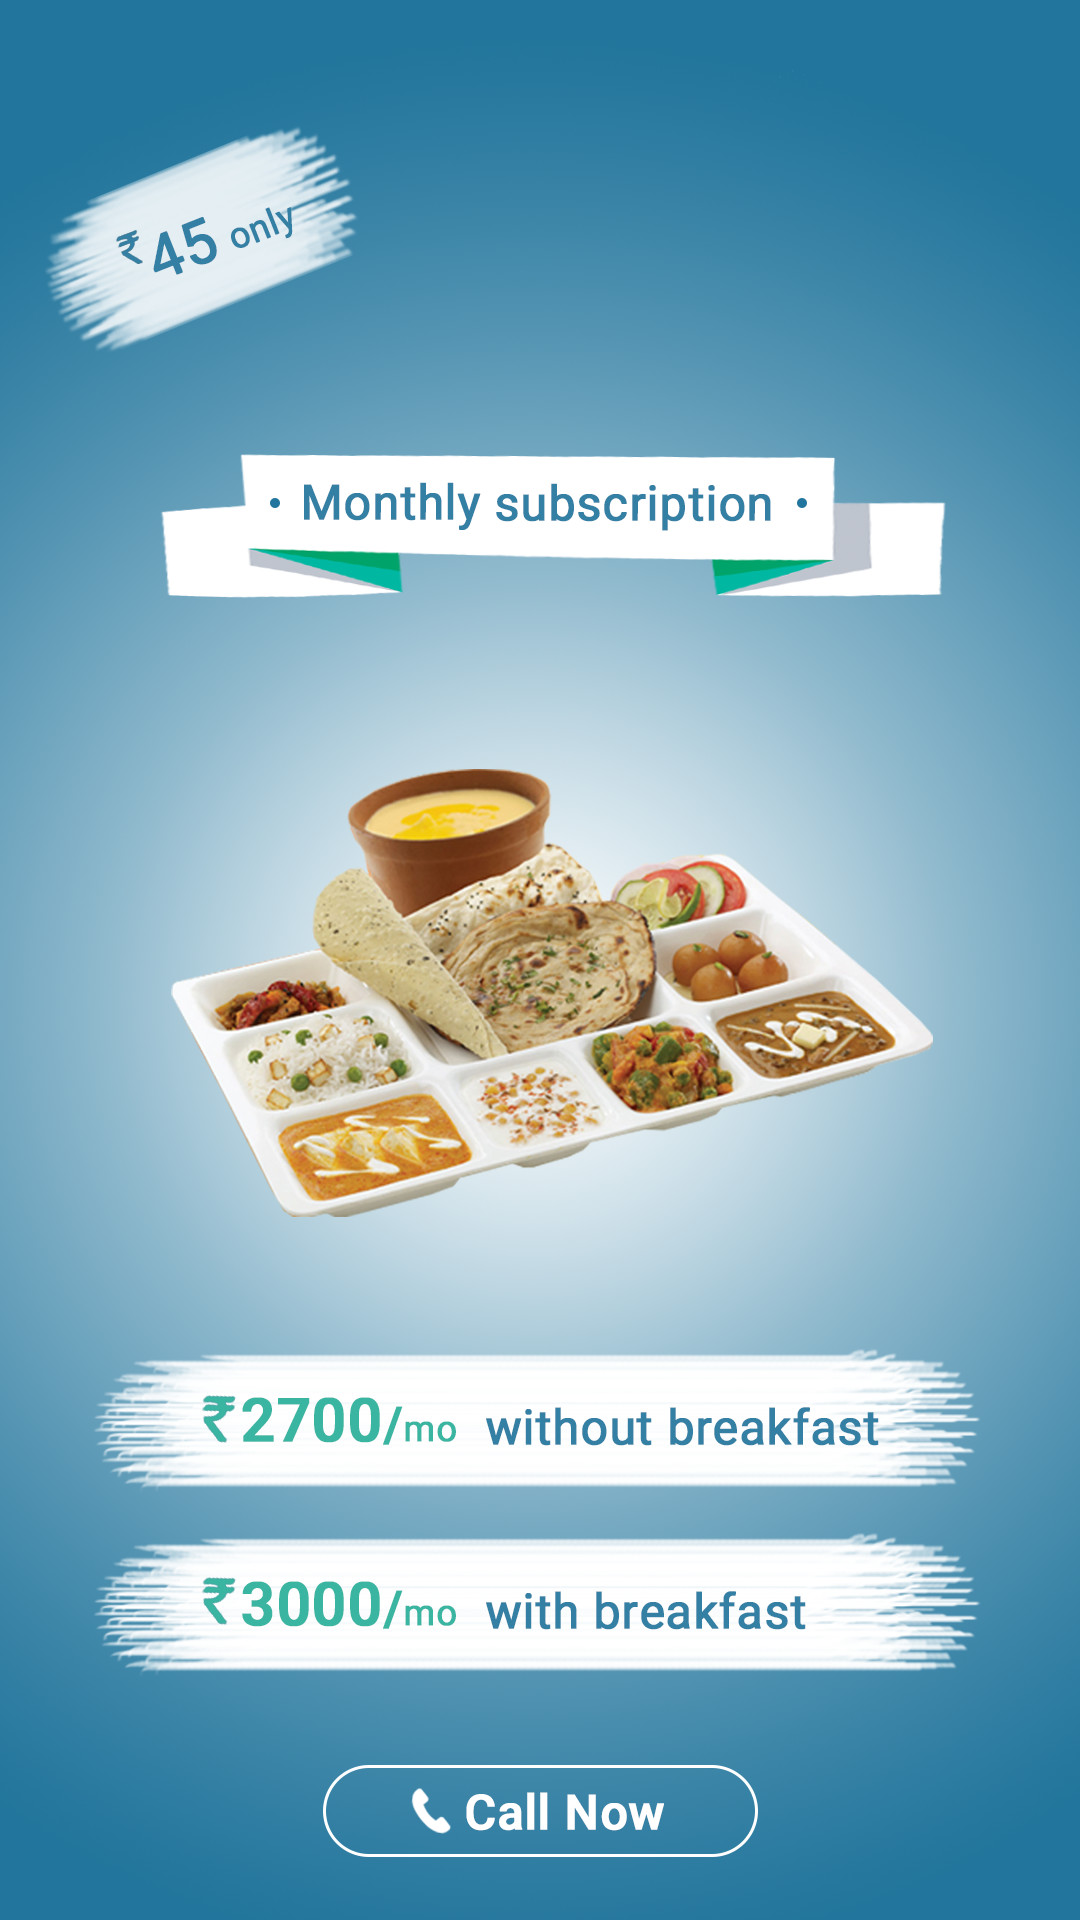 ₹45 only
• Monthly subscription •
₹2700/mo without breakfast
₹3000/mo with breakfast
Call Now